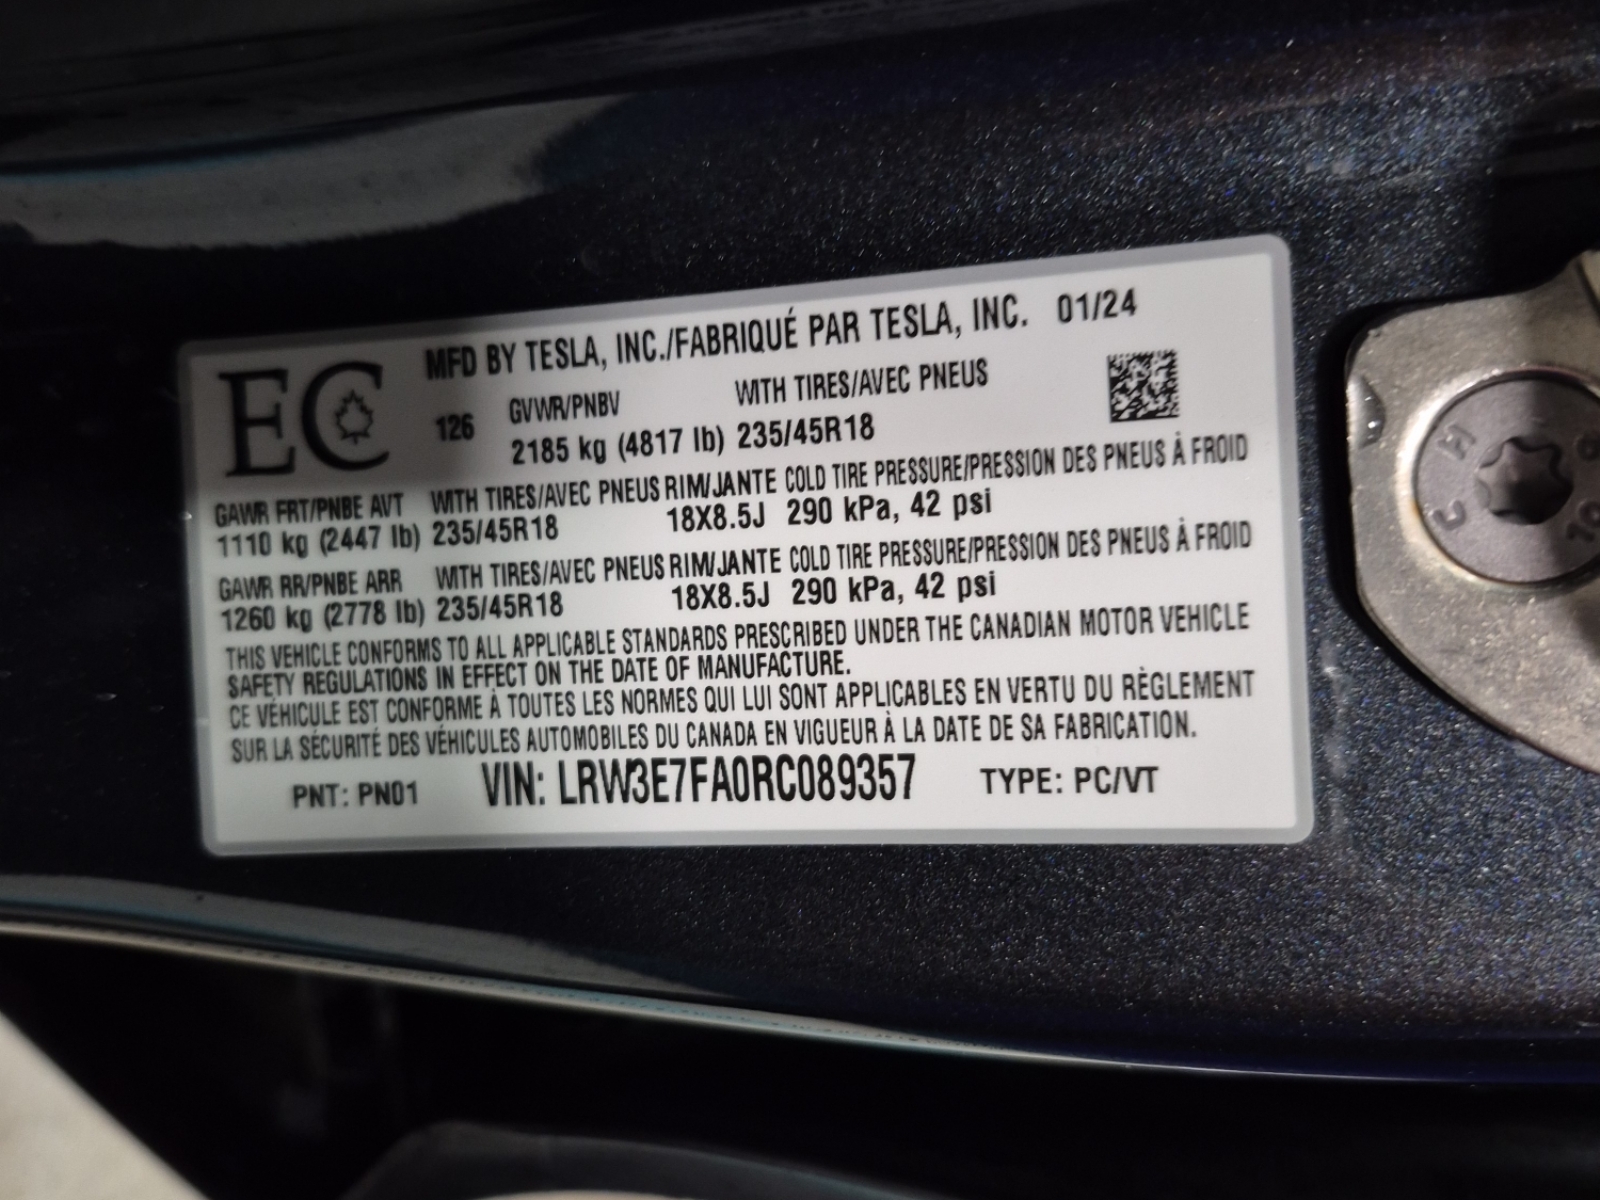 MFD BY TESLA, INC./FABRIQUÉ PAR TESLA, INC. 01/24
EC
126
GVWR/PNBV WITH TIRES/AVEC PNEUS
2185 kg (4817 lb) 235/45R18
GAWR FRT/PNBE AVT WITH TIRES/AVEC PNEUS RIM/JANTE COLD TIRE PRESSURE/PRESSION DES PNEUS À FROID
1110 kg (2447 lb) 235/45R18 18X8.5J 290 kPa, 42 psi
GAWR RR/PNBE ARR WITH TIRES/AVEC PNEUS RIM/JANTE COLD TIRE PRESSURE/PRESSION DES PNEUS À FROID
1260 kg (2778 lb) 235/45R18 18X8.5J 290 kPa, 42 psi
THIS VEHICLE CONFORMS TO ALL APPLICABLE STANDARDS PRESCRIBED UNDER THE CANADIAN MOTOR VEHICLE
SAFETY REGULATIONS IN EFFECT ON THE DATE OF MANUFACTURE.
CE VÉHICULE EST CONFORME À TOUTES LES NORMES QUI LUI SONT APPLICABLES EN VERTU DU RÈGLEMENT
SUR LA SÉCURITÉ DES VÉHICULES AUTOMOBILES DU CANADA EN VIGUEUR À LA DATE DE SA FABRICATION.
PNT: PN01 VIN: LRW3E7FA0RC089357 TYPE: PC/VT